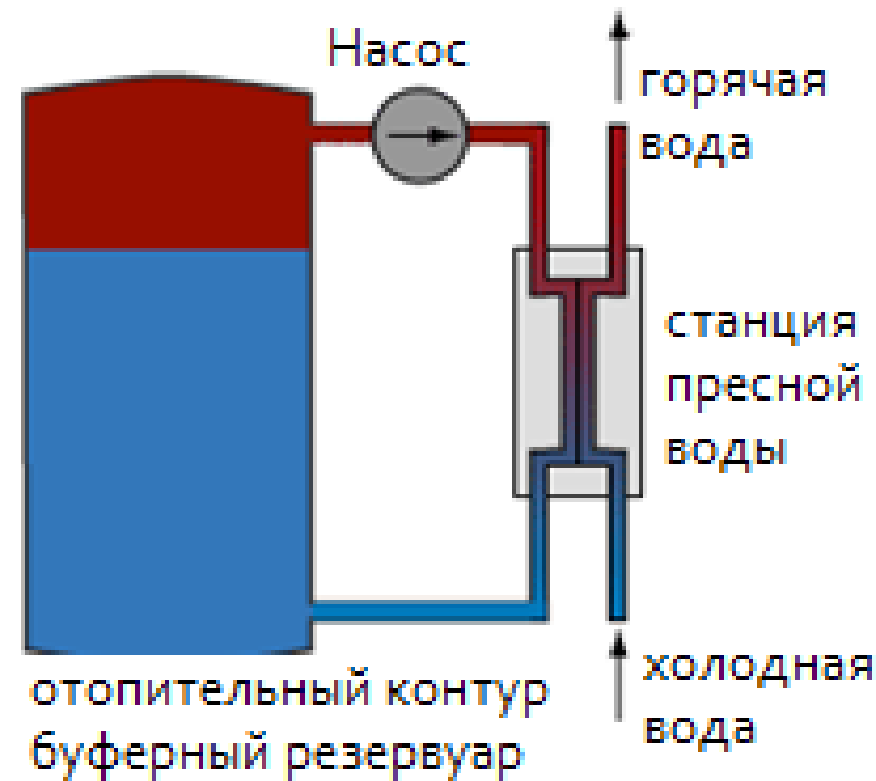 Насос
горячая
вода
станция
пресной
воды
отопительный контур
буферный резервуар
холодная
вода